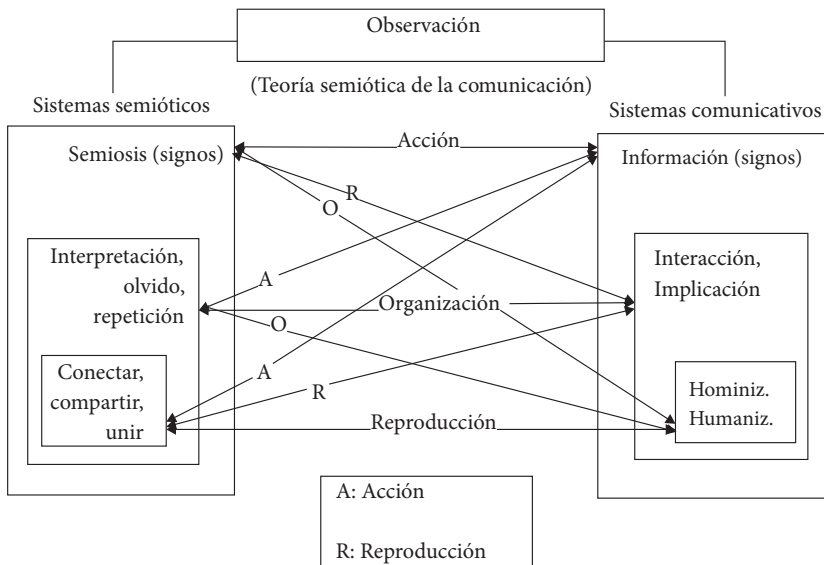 Observación
(Teoría semiótica de la comunicación)
Sistemas semióticos
Sistemas comunicativos
Semiosis (signos)
Acción
Información (signos)
R
O
Interpretación,
olvido,
repetición
A
Organización
Interacción,
Implicación
O
Conectar,
compartir,
unir
A
R
Reproducción
Hominiz.
Humaniz.
A: Acción
R: Reproducción